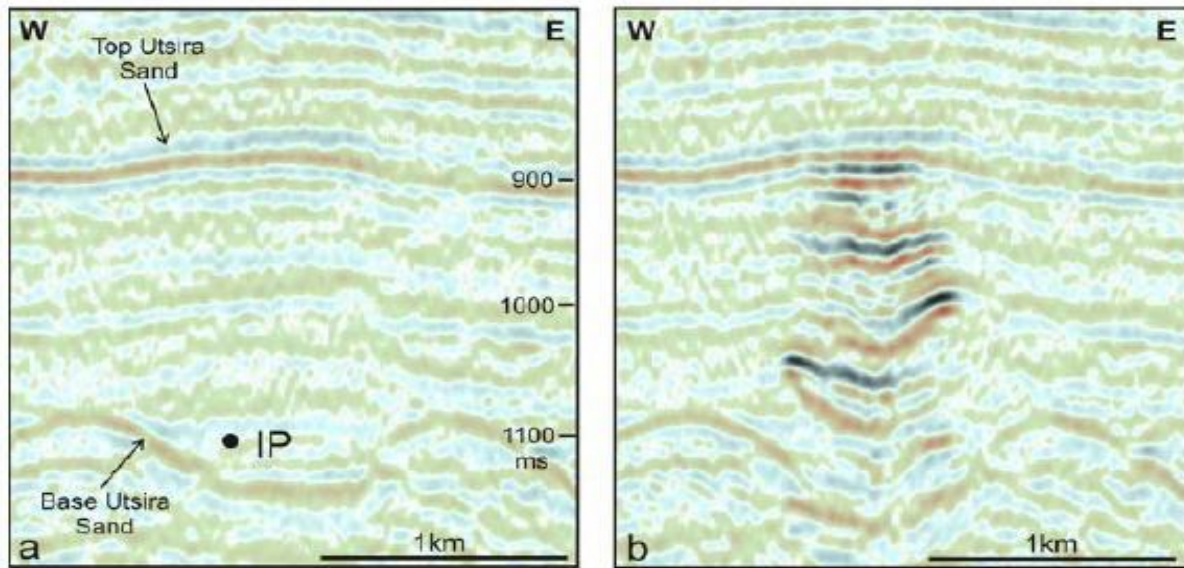 W
E
Top Utsira
Sand
900
1000
1100
ms
IP
Base Utsira
Sand
a
1km
W
E
b
1km